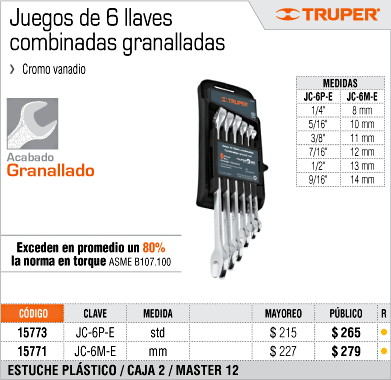 Juegos de 6 llaves
combinadas granalladas
TRUPER®
› Cromo vanadio
MEDIDAS
JC-6P-E JC-6M-E
1/4" 8 mm
5/16" 10 mm
3/8" 11 mm
7/16" 12 mm
1/2" 13 mm
9/16" 14 mm
TRUPER
Acabado
Granallado
Exceden en promedio un 80%
la norma en torque ASME B107.100
CÓDIGO CLAVE MEDIDA MAYOREO PÚBLICO R
15773 JC-6P-E std $ 215 $ 265
15771 JC-6M-E mm $ 227 $ 279
ESTUCHE PLÁSTICO / CAJA 2 / MASTER 12